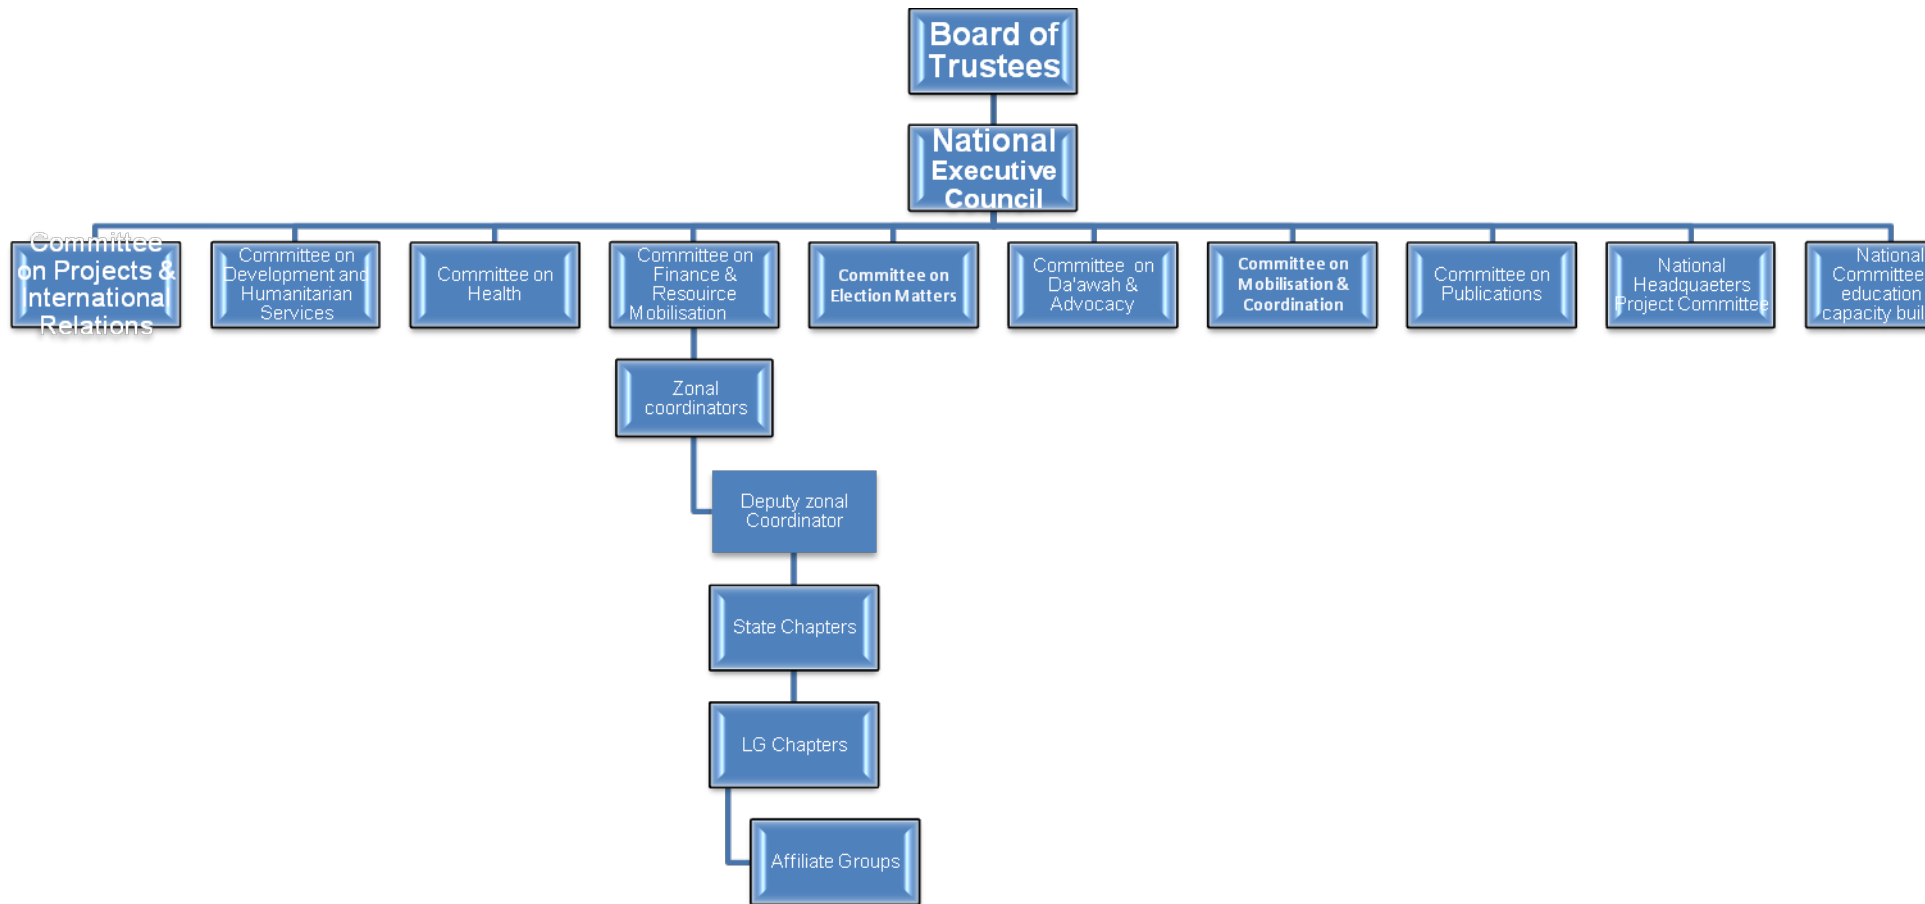 Board of
Trustees
National
Executive
Council
Committee
on Projects &
International
Relations
Committee on
Development and
Humanitarian
Services
Committee on
Health
Committee on
Finance &
Resouirce
Mobilisation
Committee on
Election Matters
Committee on
Da'awah &
Advocacy
Committee on
Mobilisation &
Coordination
Committee on
Publications
National
Headquaeters
Project Committee
National
Committee
education
capacity buil
Zonal
coordinators
Deputy zonal
Coordinator
State Chapters
LG Chapters
Affiliate Groups